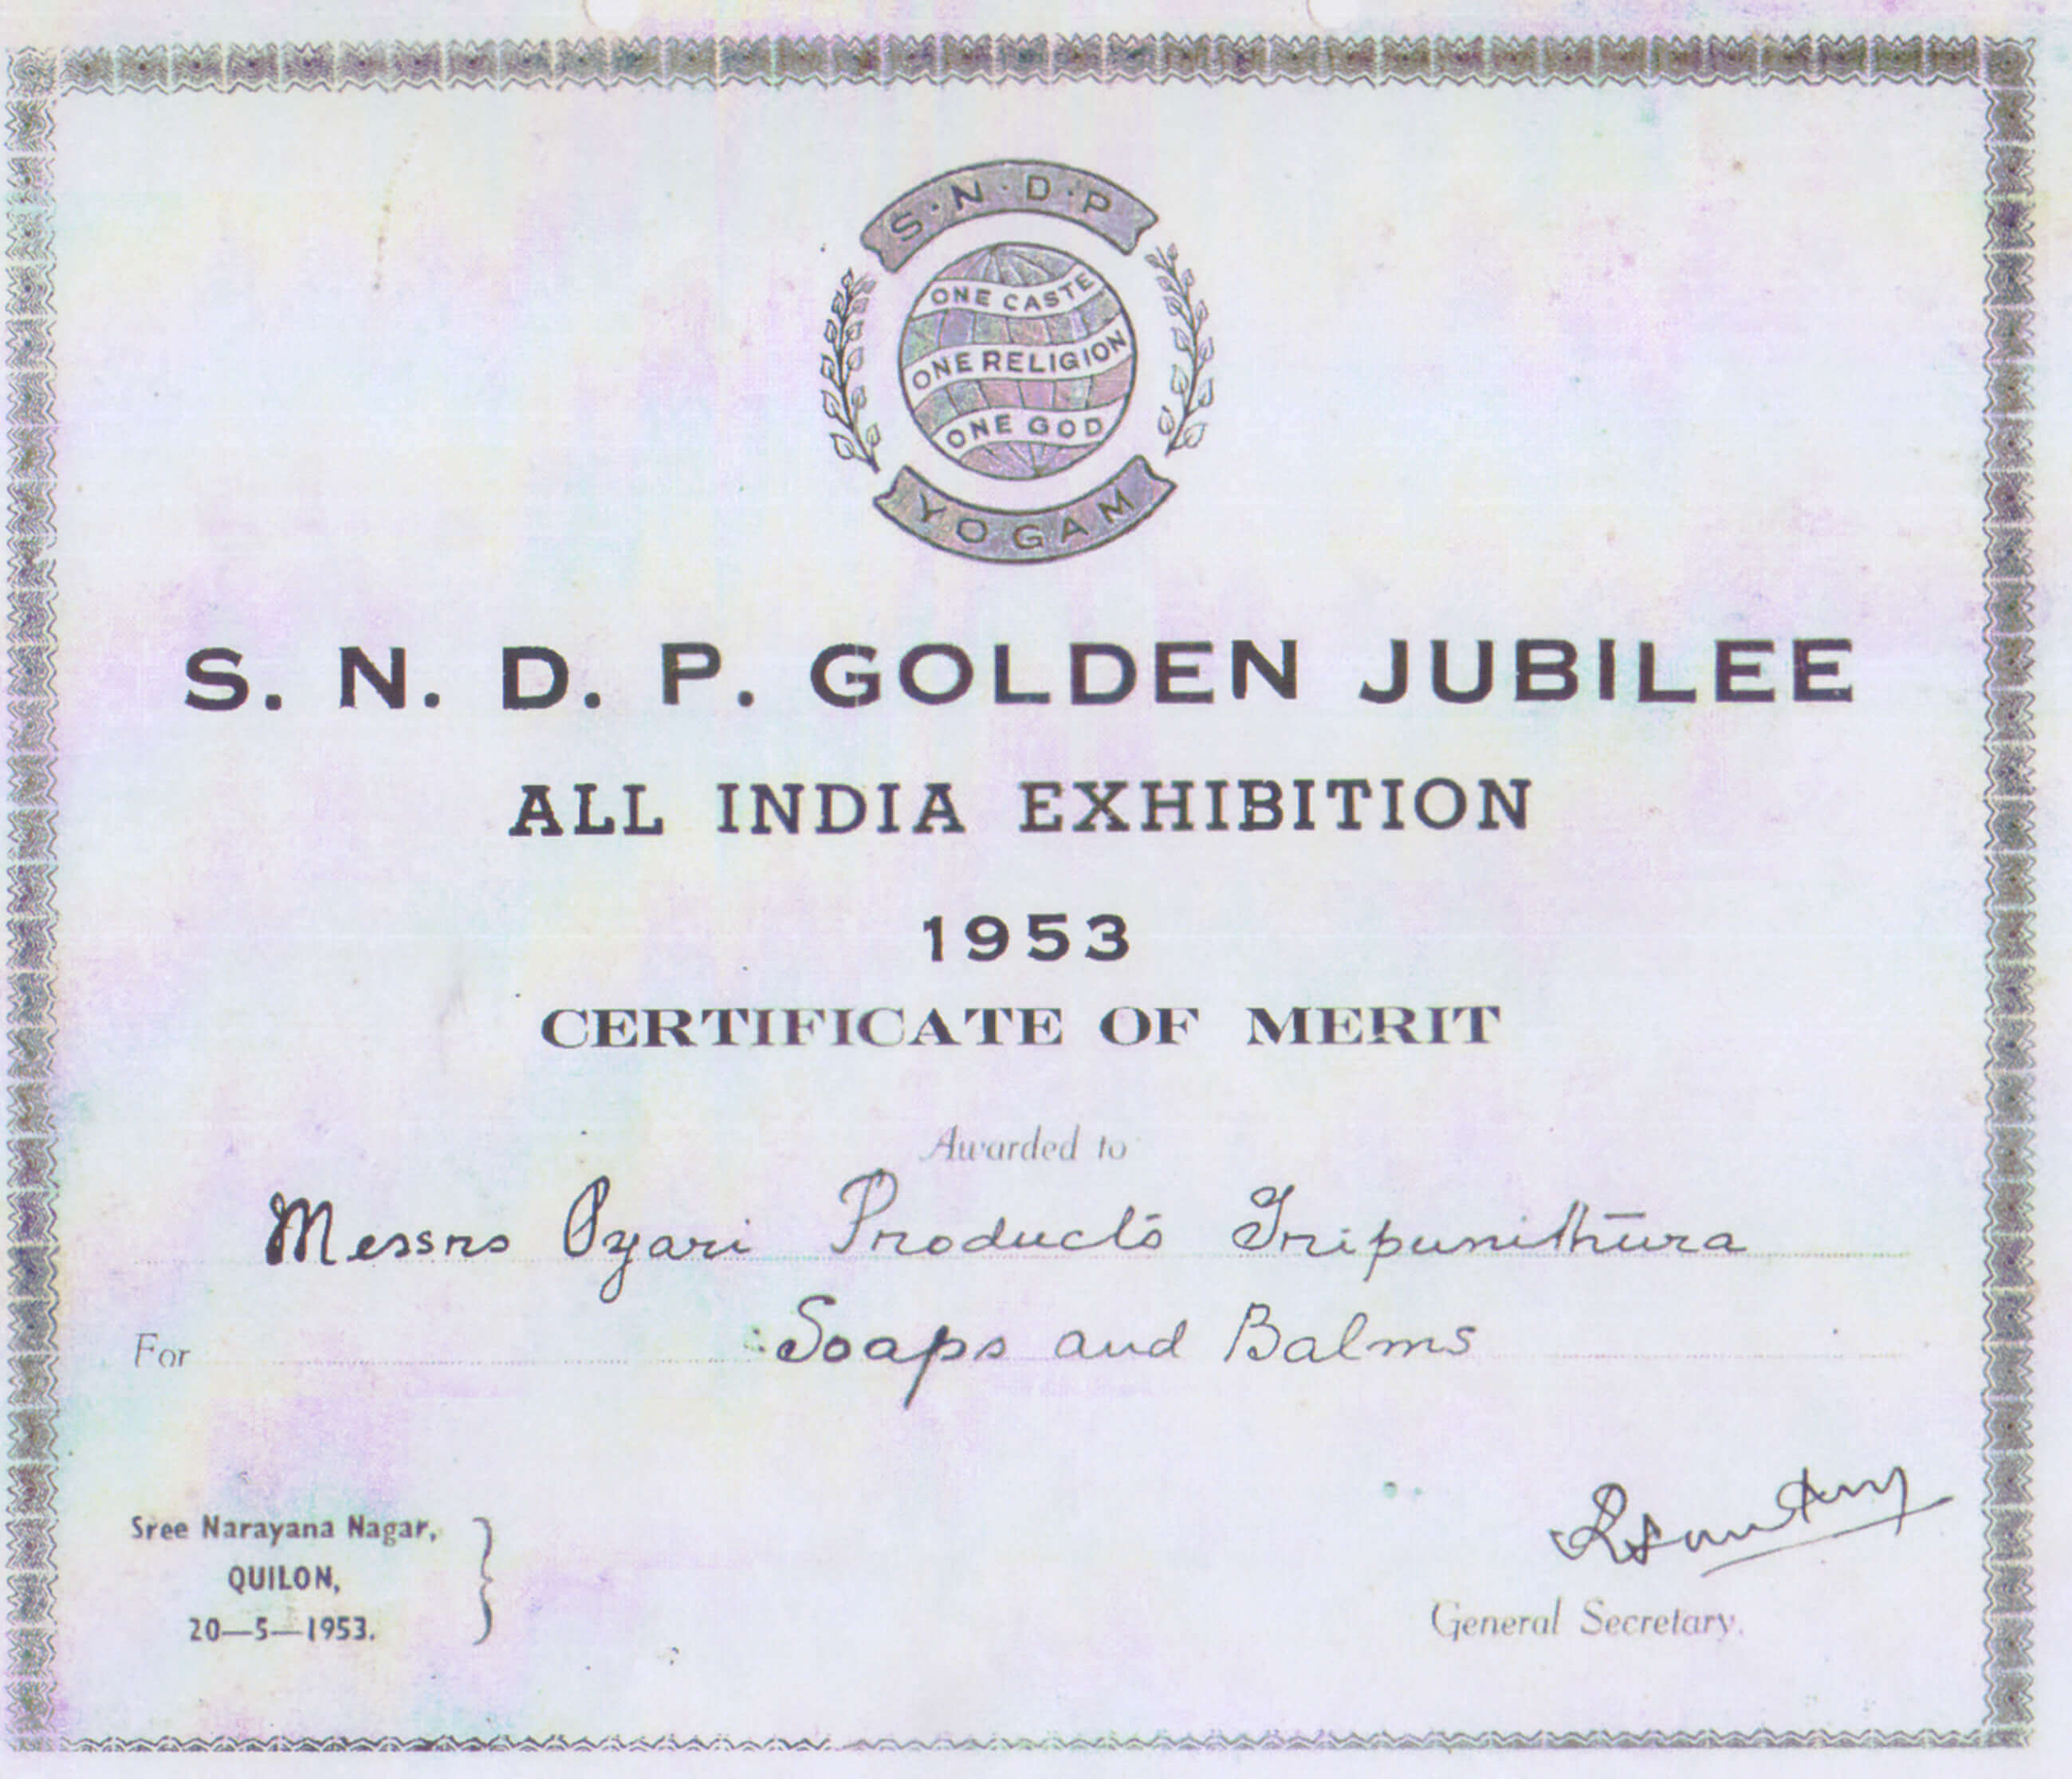 S·N·D·P
ONE CASTE
ONE RELIGION
ONE GOD
YOGAM
S. N. D. P. GOLDEN JUBILEE
ALL INDIA EXHIBITION
1953
CERTIFICATE OF MERIT
Awarded to
Messrs Pyari Products Tripunithura
For Soaps and Balms
Sree Narayana Nagar,
QUILON,
20—5—1953.
General Secretary.